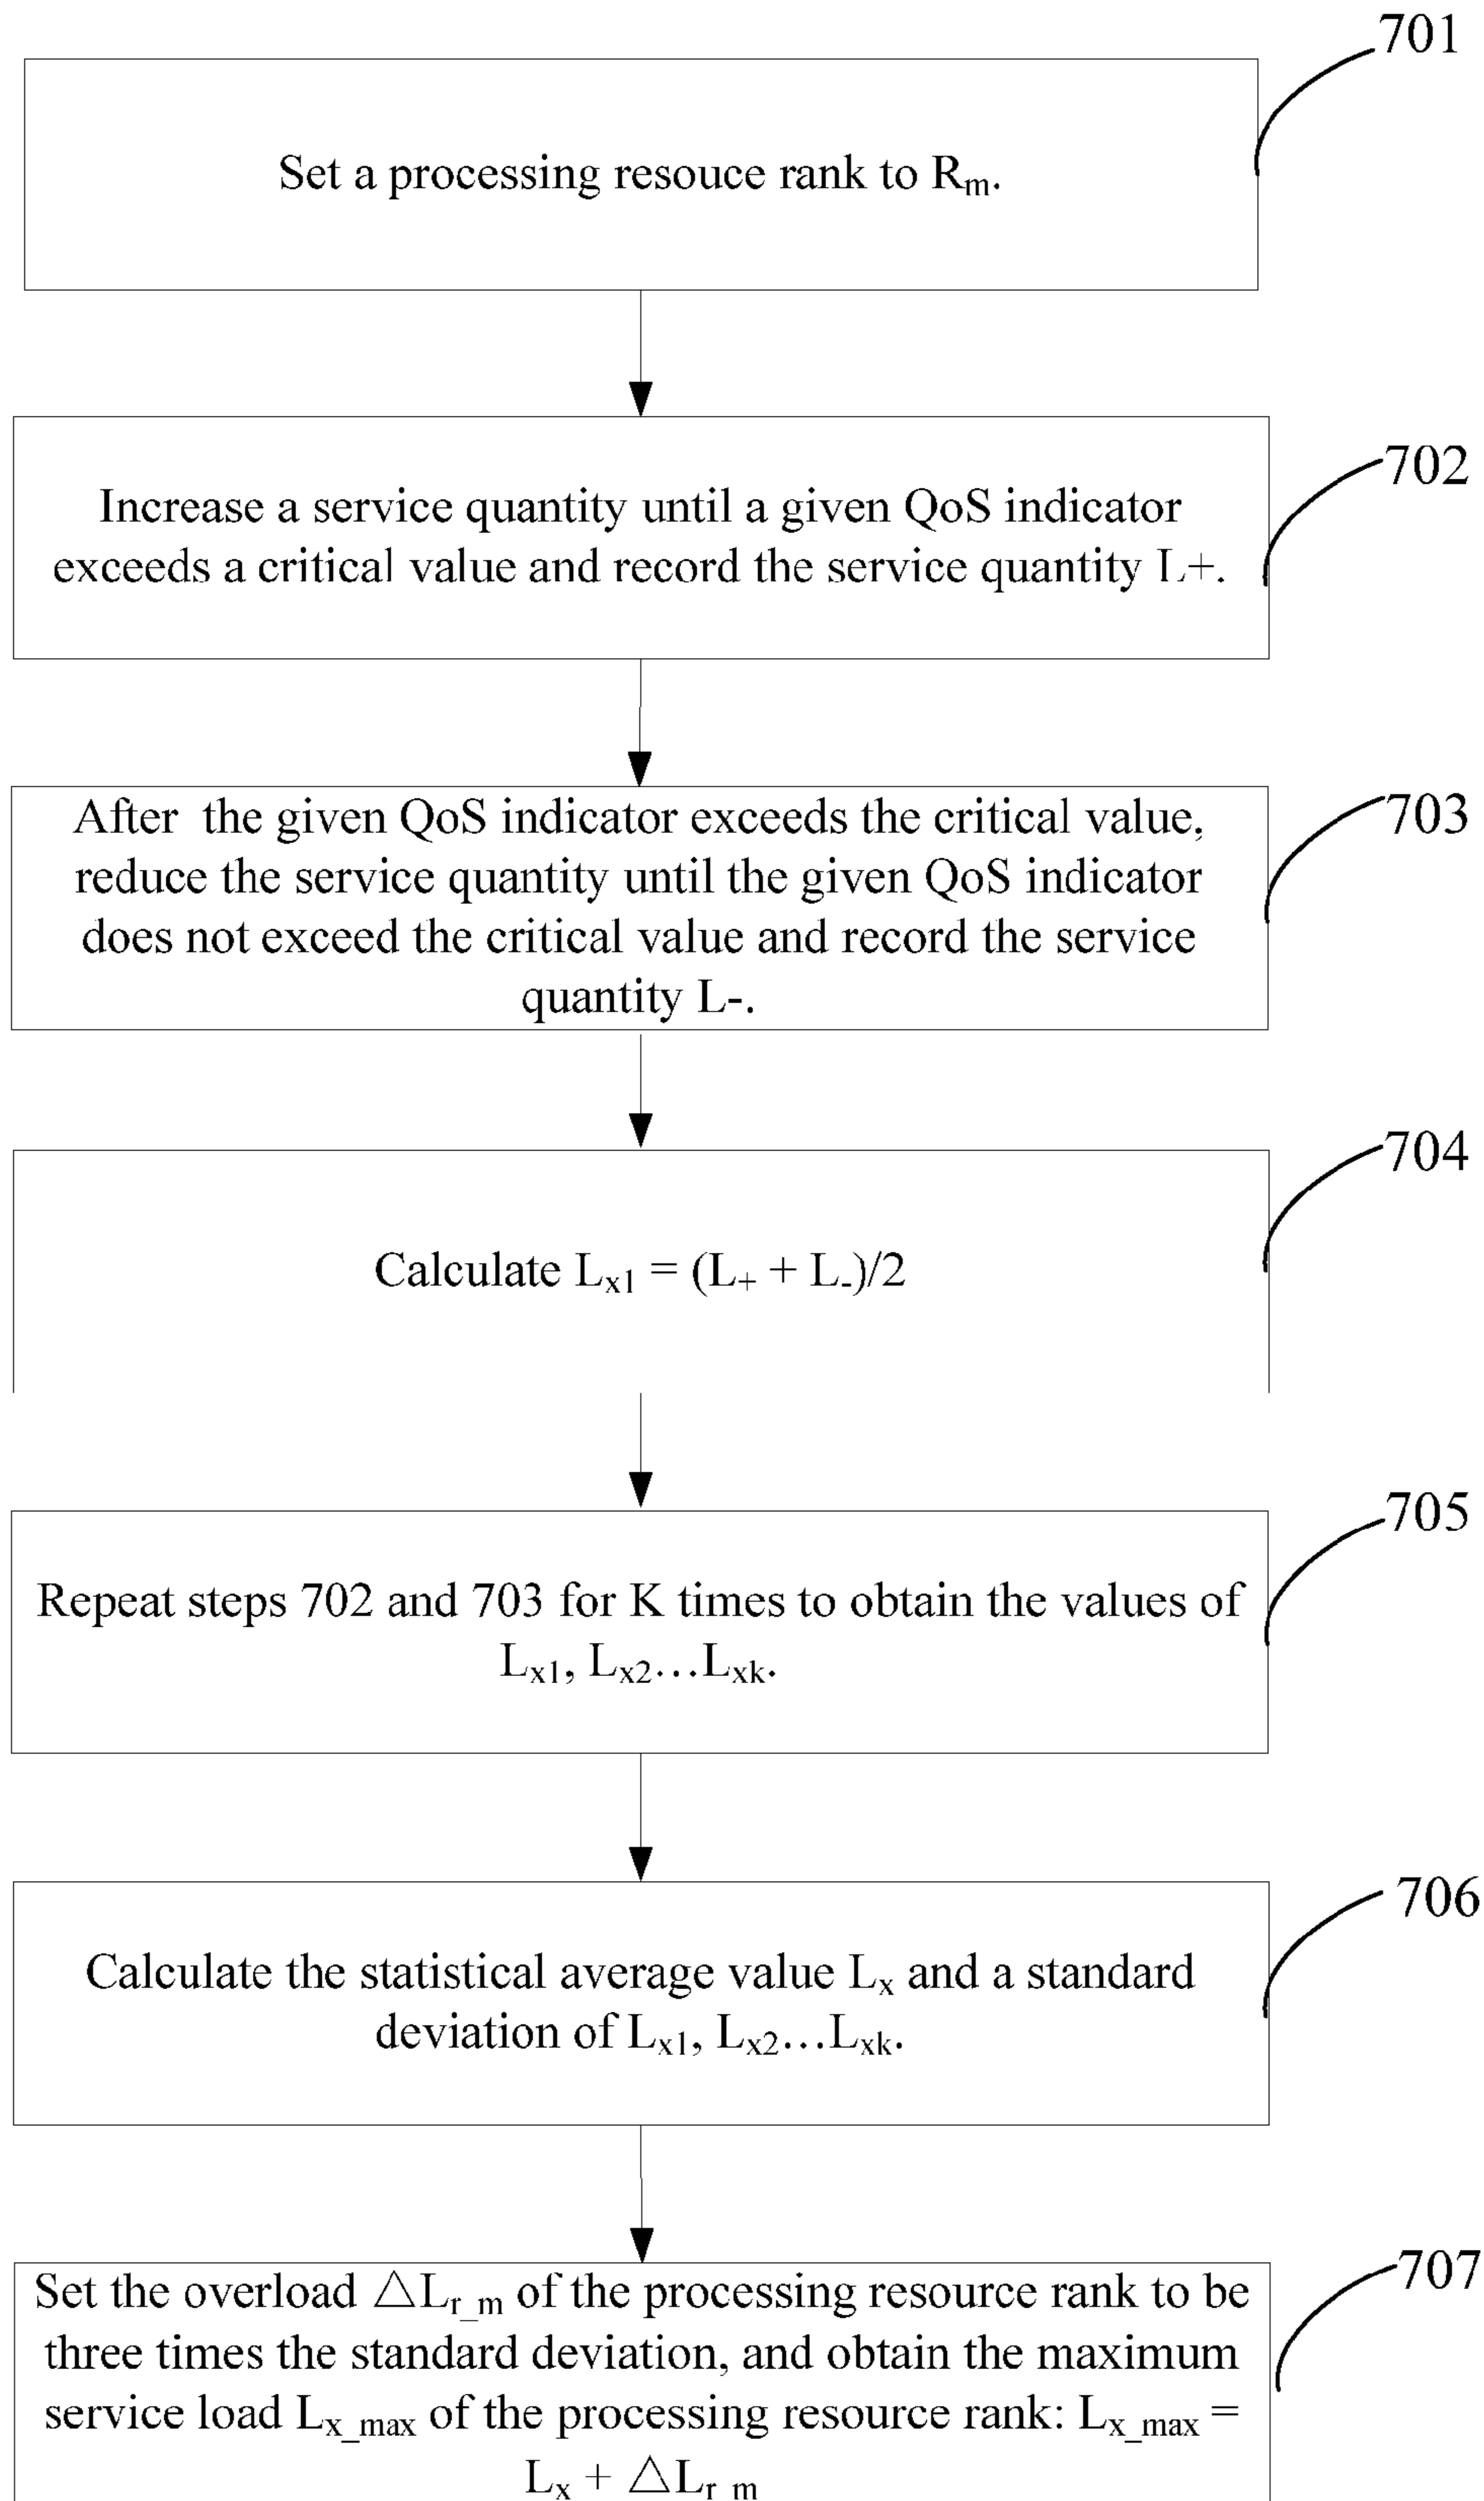 701
Set a processing resouce rank to Rm.
702
Increase a service quantity until a given QoS indicator
exceeds a critical value and record the service quantity L+.
703
After the given QoS indicator exceeds the critical value,
reduce the service quantity until the given QoS indicator
does not exceed the critical value and record the service
quantity L-.
704
Calculate Lx1 = (L+ + L-)/2
705
Repeat steps 702 and 703 for K times to obtain the values of
Lx1, Lx2…Lxk.
706
Calculate the statistical average value Lx and a standard
deviation of Lx1, Lx2…Lxk.
707
Set the overload △Lr_m of the processing resource rank to be
three times the standard deviation, and obtain the maximum
service load Lx_max of the processing resource rank: Lx_max =
Lx + △Lr_m